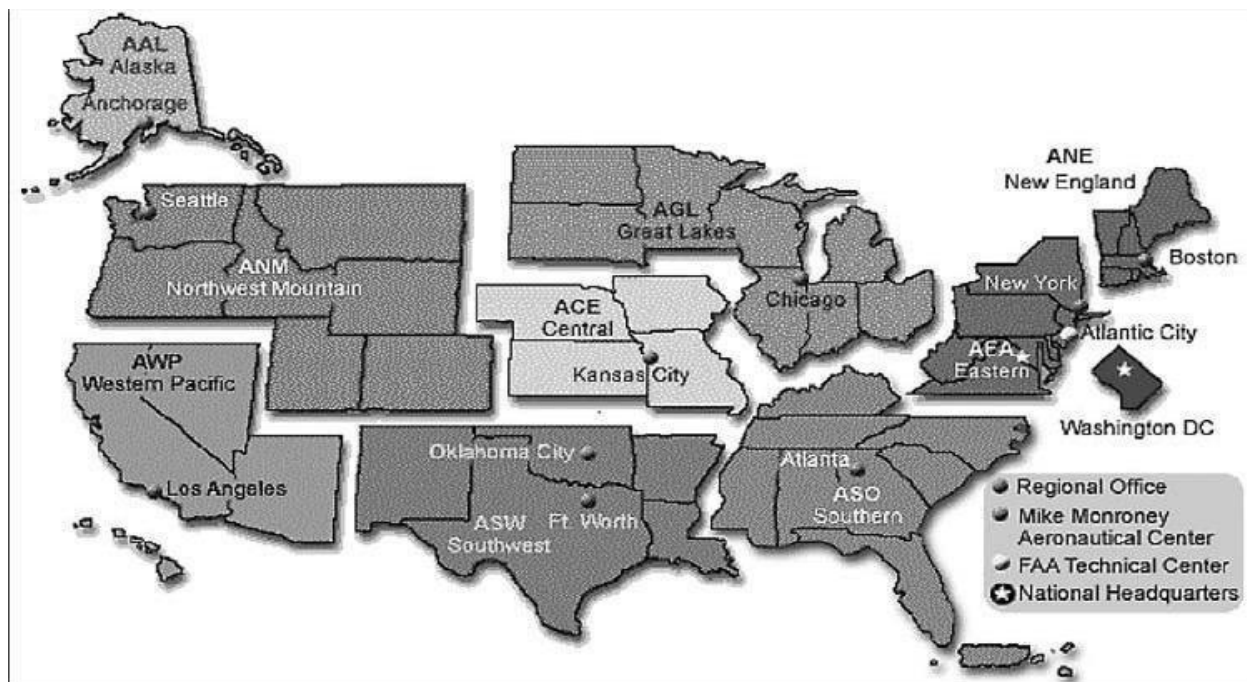 AAL
Alaska
Anchorage
Seattle
ANM
Northwest Mountain
AWP
Western Pacific
Los Angeles
AGL
Great Lakes
Chicago
ACE
Central
Kansas City
Oklahoma City
Ft. Worth
ASW
Southwest
Atlanta
ASO
Southern
ANE
New England
Boston
New York
Atlantic City
AEA
Eastern
Washington DC
Regional Office
Mike Monroney
Aeronautical Center
FAA Technical Center
National Headquarters